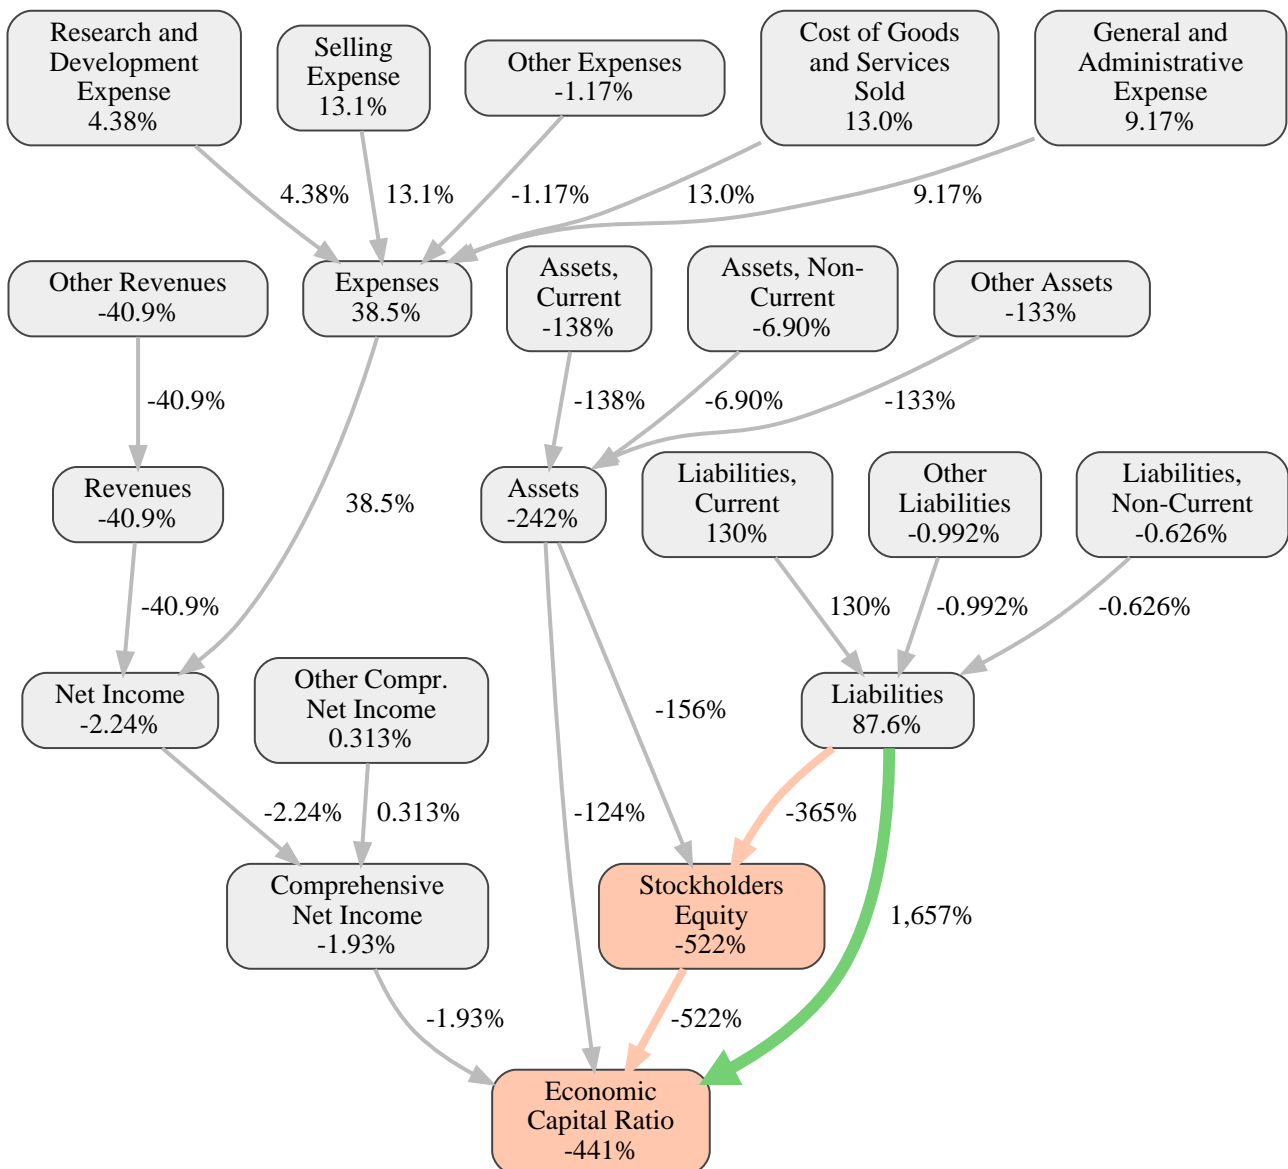 Research and
Development
Expense
4.38%
Selling
Expense
13.1%
Other Expenses
-1.17%
Cost of Goods
and Services
Sold
13.0%
General and
Administrative
Expense
9.17%
4.38%
13.1%
-1.17%
13.0%
9.17%
Other Revenues
-40.9%
Expenses
38.5%
Assets,
Current
-138%
Assets, Non-
Current
-6.90%
Other Assets
-133%
-40.9%
-138%
-6.90%
-133%
Revenues
-40.9%
38.5%
Assets
-242%
Liabilities,
Current
130%
Other
Liabilities
-0.992%
Liabilities,
Non-Current
-0.626%
-40.9%
130%
-0.992%
-0.626%
Net Income
-2.24%
Other Compr.
Net Income
0.313%
-156%
Liabilities
87.6%
-2.24%
0.313%
-124%
-365%
Comprehensive
Net Income
-1.93%
Stockholders
Equity
-522%
1,657%
-1.93%
-522%
Economic
Capital Ratio
-441%